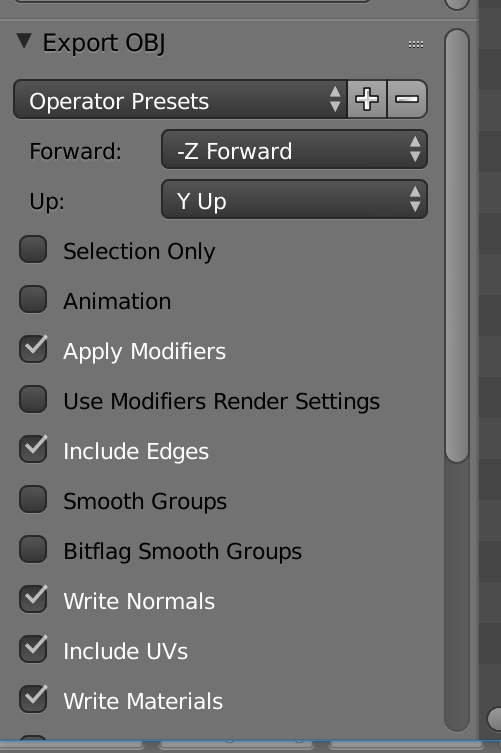 Export OBJ
Operator Presets
Forward: -Z Forward
Up: Y Up
Selection Only
Animation
Apply Modifiers
Use Modifiers Render Settings
Include Edges
Smooth Groups
Bitflag Smooth Groups
Write Normals
Include UVs
Write Materials